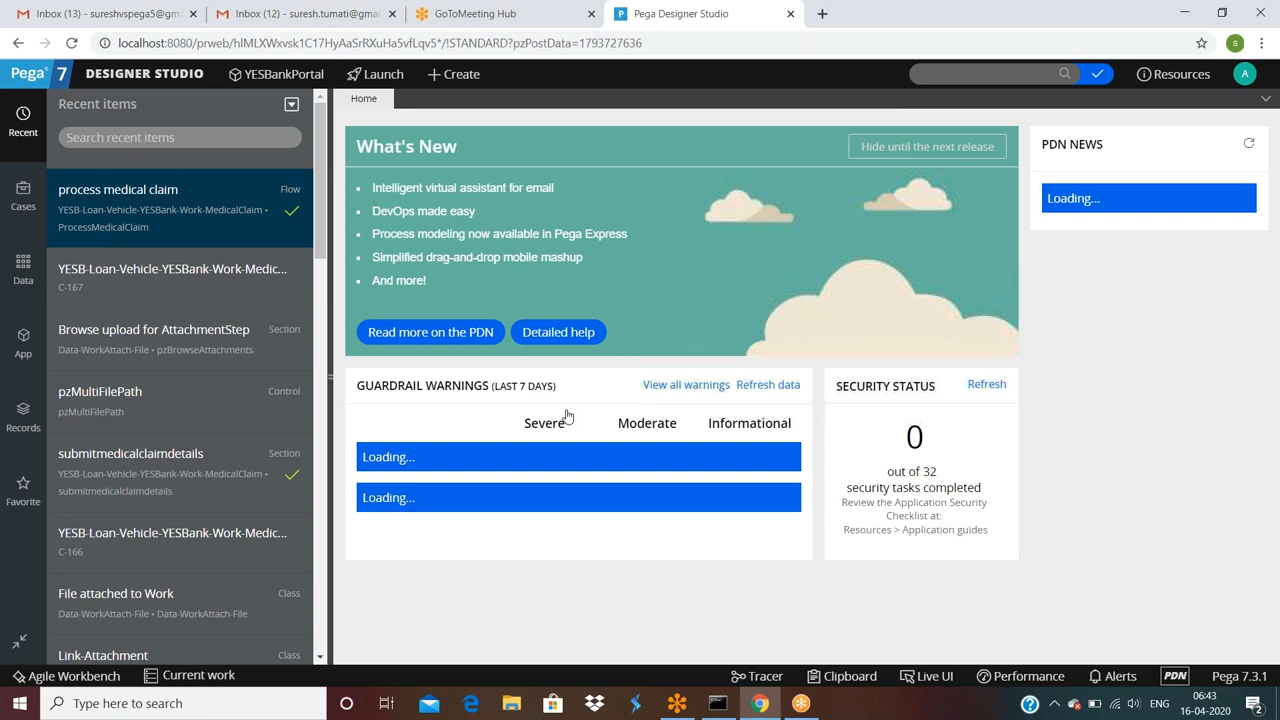 Inbox (13) - sureshvspega5@gm
Inbox (12) - suresh.tumati@gmai
GoToMeeting Hub
Pega Designer Studio
localhost:8080/prweb/hlMLXWxvsk1C17HyAaSrRXuHa5vfLqv5*/!STANDARD?pzPostData=1793727636
S
Pega 7 DESIGNER STUDIO
YESBankPortal
Launch
Create
Resources
A
Recent
Cases
Data
App
Records
Favorite
Recent items
Search recent items
process medical claim Flow
YESB-Loan-Vehicle-YESBank-Work-MedicalClaim •
ProcessMedicalClaim
YESB-Loan-Vehicle-YESBank-Work-Medic...
C-167
Browse upload for AttachmentStep Section
Data-WorkAttach-File • pzBrowseAttachments
pzMultiFilePath Control
pzMultiFilePath
submitmedicalclaimdetails Section
YESB-Loan-Vehicle-YESBank-Work-MedicalClaim •
submitmedicalclaimdetails
YESB-Loan-Vehicle-YESBank-Work-Medic...
C-166
File attached to Work Class
Data-WorkAttach-File • Data-WorkAttach-File
Link-Attachment Class
Home
What's New
Hide until the next release
Intelligent virtual assistant for email
DevOps made easy
Process modeling now available in Pega Express
Simplified drag-and-drop mobile mashup
And more!
Read more on the PDN
Detailed help
GUARDRAIL WARNINGS (LAST 7 DAYS)
View all warnings Refresh data
Severe Moderate Informational
Loading...
Loading...
SECURITY STATUS Refresh
0
out of 32
security tasks completed
Review the Application Security
Checklist at:
Resources > Application guides
PDN NEWS
Loading...
Agile Workbench
Current work
Tracer
Clipboard
Live UI
Performance
Alerts
PDN
Pega 7.3.1
Type here to search
ENG
06:43
16-04-2020
2